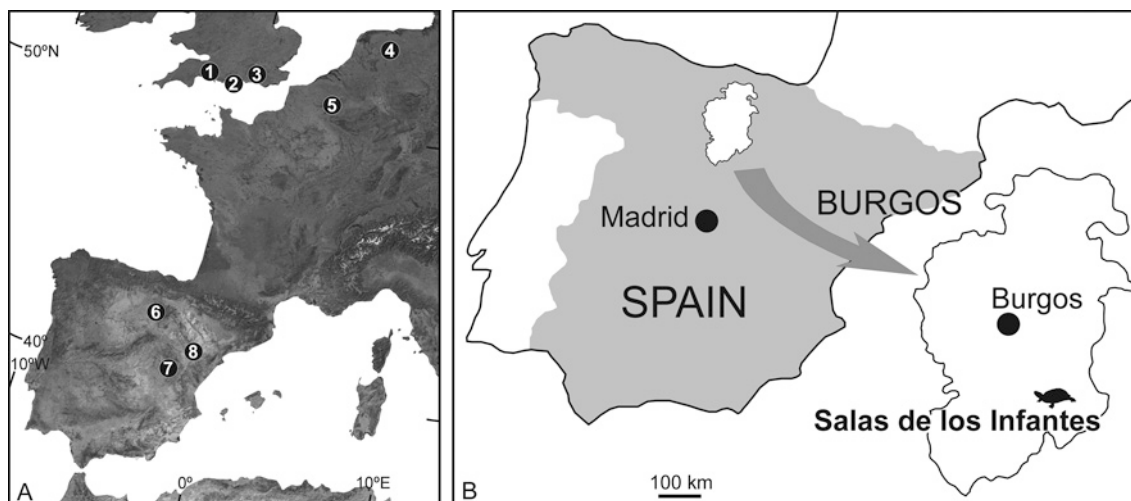 50ºN
1
2
3
4
5
6
7
8
40º
10ºW
0º
10ºE
A
BURGOS
Madrid
SPAIN
Burgos
Salas de los Infantes
100 km
B